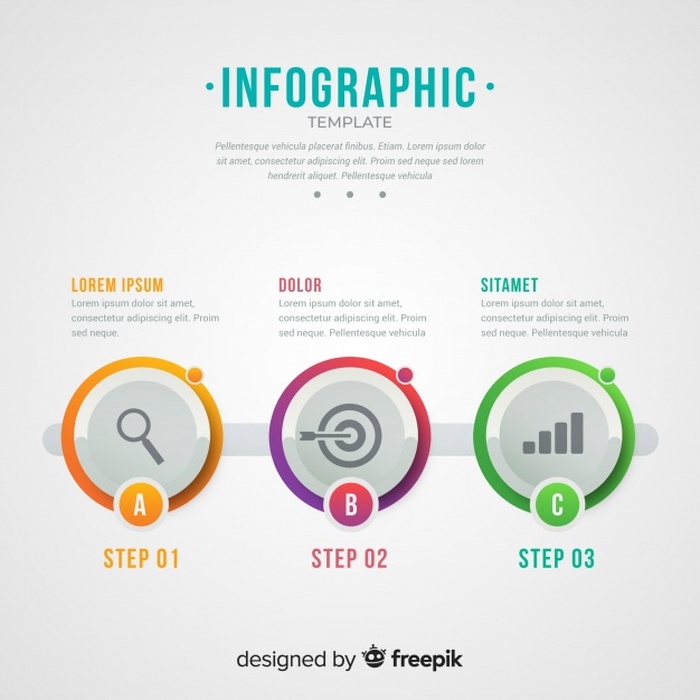 • INFOGRAPHIC •
TEMPLATE
Pellentesque vehicula placerat finibus. Etiam. Lorem ipsum dolor
sit amet, consectetur adipiscing elit. Proim sed neque sed lorem
hendrerit aliquet. Pellentesque vehicula
LOREM IPSUM
Lorem ipsum dolor sit amet,
consectetur adipiscing elit. Proim
sed neque.
DOLOR
Lorem ipsum dolor sit amet,
consectetur adipiscing elit. Proim
sed neque. Pellentesque vehicula
SITAMET
Lorem ipsum dolor sit amet,
consectetur adipiscing elit. Proim
sed neque. Pellentesque vehicula
A
B
C
STEP 01
STEP 02
STEP 03
designed by freepik